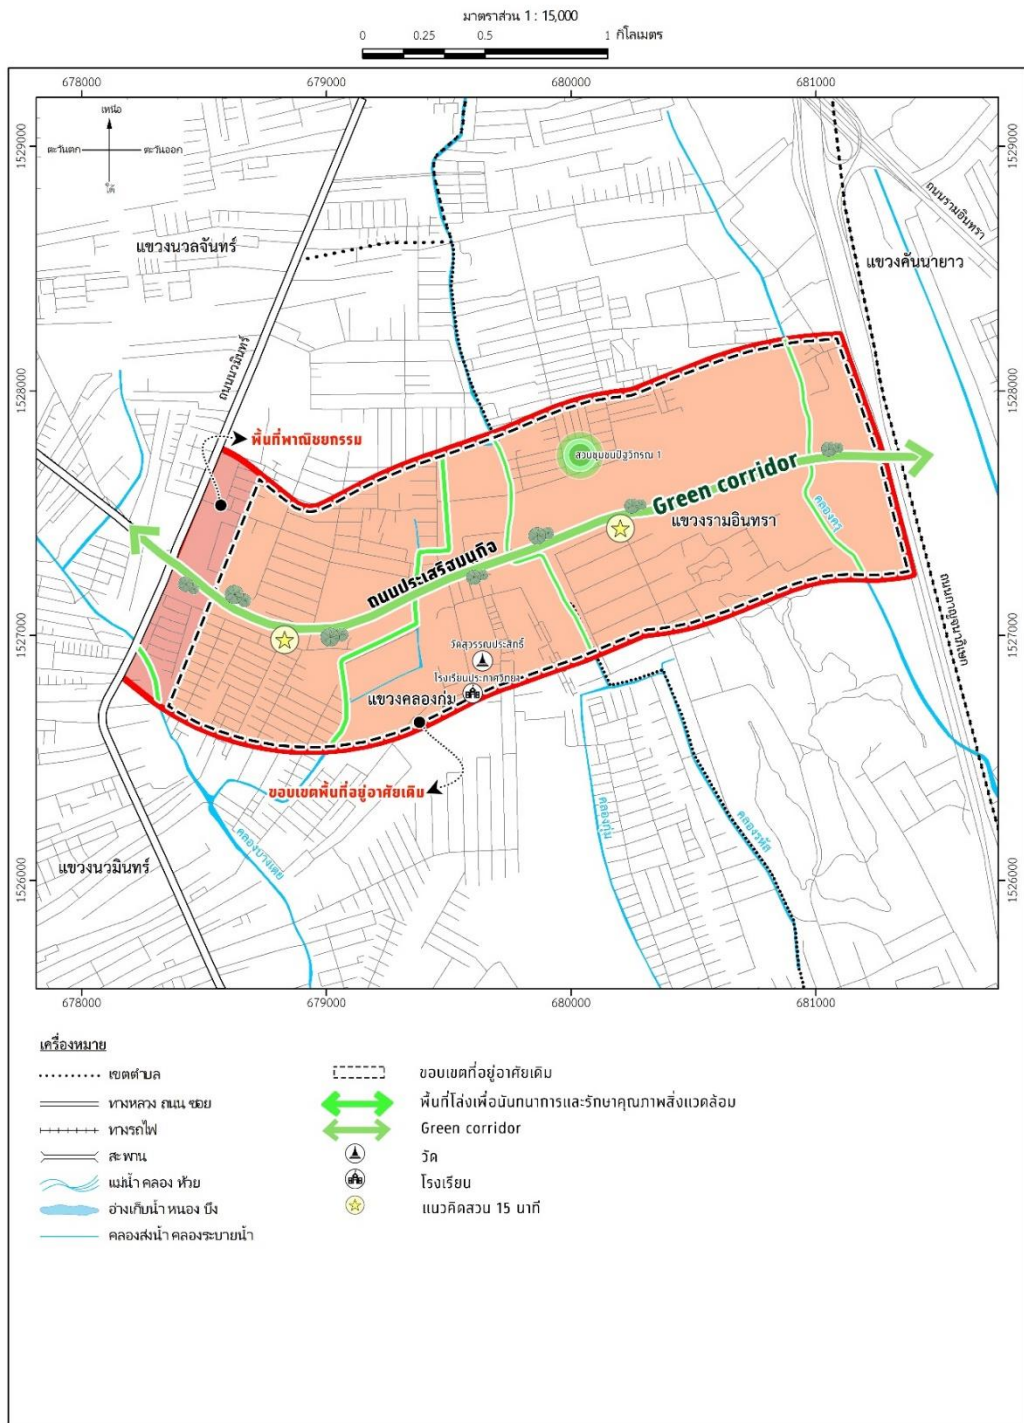 มาตราส่วน 1 : 15,000
0 0.25 0.5 1 กิโลเมตร
678000 679000 680000 681000
เหนือ
ตะวันตก ตะวันออก
ใต้
1529000 1529000
ถนนรามอินทรา
แขวงนวลจันทร์
แขวงคันนายาว
ถนนนวมินทร์
1528000 1528000
พื้นที่พาณิชยกรรม
สวนชุมชนปัฐวิกรณ์ 1
Green corridor
แขวงรามอินทรา
คลองครุ
ถนนประเสริฐมนูกิจ
ถนนกาญจนาภิเษก
1527000 1527000
วัดสุวรรณประสิทธิ์
โรงเรียนประภาศวิทยา
แขวงคลองกุ่ม
ขอบเขตพื้นที่อยู่อาศัยเดิม
คลองบางเตย
คลองกุ่ม
คลองรหัส
แขวงนวมินทร์
1526000 1526000
678000 679000 680000 681000
เครื่องหมาย
เขตตำบล
ทางหลวง ถนน ซอย
ทางรถไฟ
สะพาน
แม่น้ำ คลอง ห้วย
อ่างเก็บน้ำ หนอง บึง
คลองส่งน้ำ คลองระบายน้ำ
ขอบเขตที่อยู่อาศัยเดิม
พื้นที่โล่งเพื่อนันทนาการและรักษาคุณภาพสิ่งแวดล้อม
Green corridor
วัด
โรงเรียน
แนวคิดสวน 15 นาที